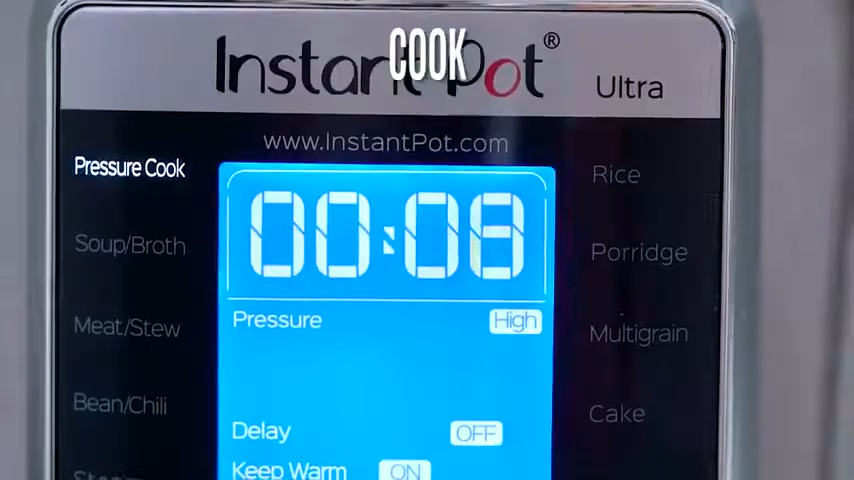 COOK
Instant Pot® Ultra
www.InstantPot.com
Pressure Cook
Soup/Broth
Meat/Stew
Bean/Chili
00:08
Pressure High
Delay OFF
Keep Warm ON
Rice
Porridge
Multigrain
Cake